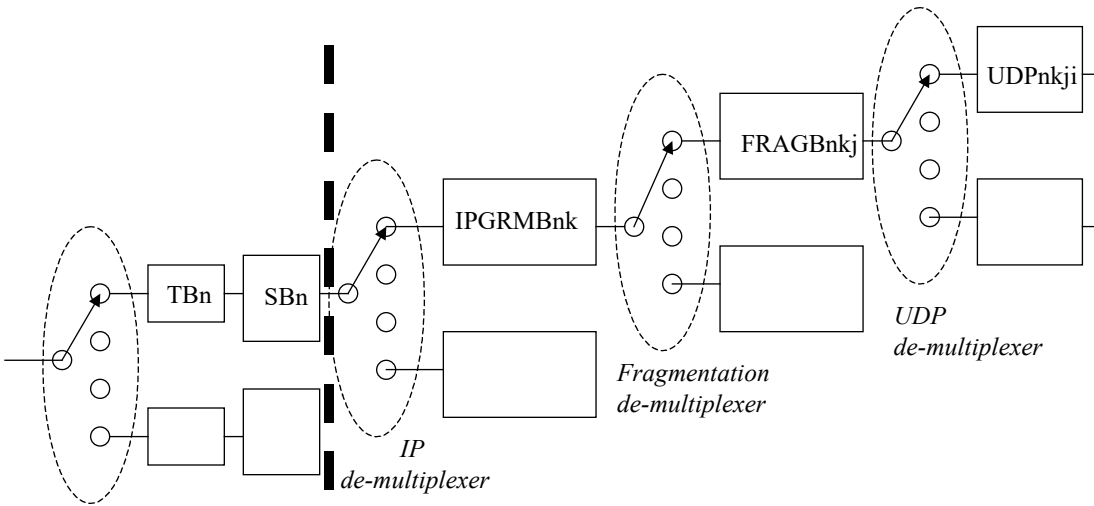 UDPnkji
FRAGBnkj
IPGRMBnk
TBn
SBn
UDP
de-multiplexer
Fragmentation
de-multiplexer
IP
de-multiplexer